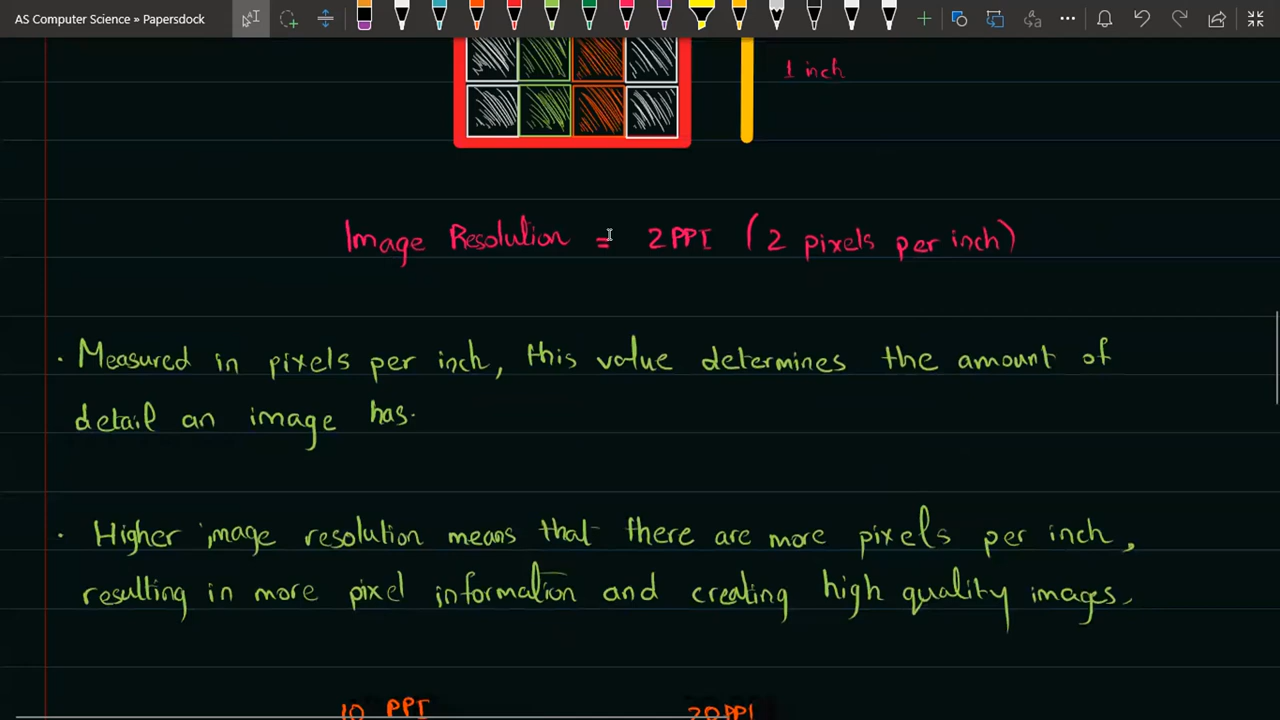 AS Computer Science » Papersdock
1 inch
Image Resolution = 2PPI (2 pixels per inch)
· Measured in pixels per inch, this value determines the amount of
detail an image has.
· Higher image resolution means that there are more pixels per inch,
resulting in more pixel information and creating high quality images.
10 PPI 20PPI